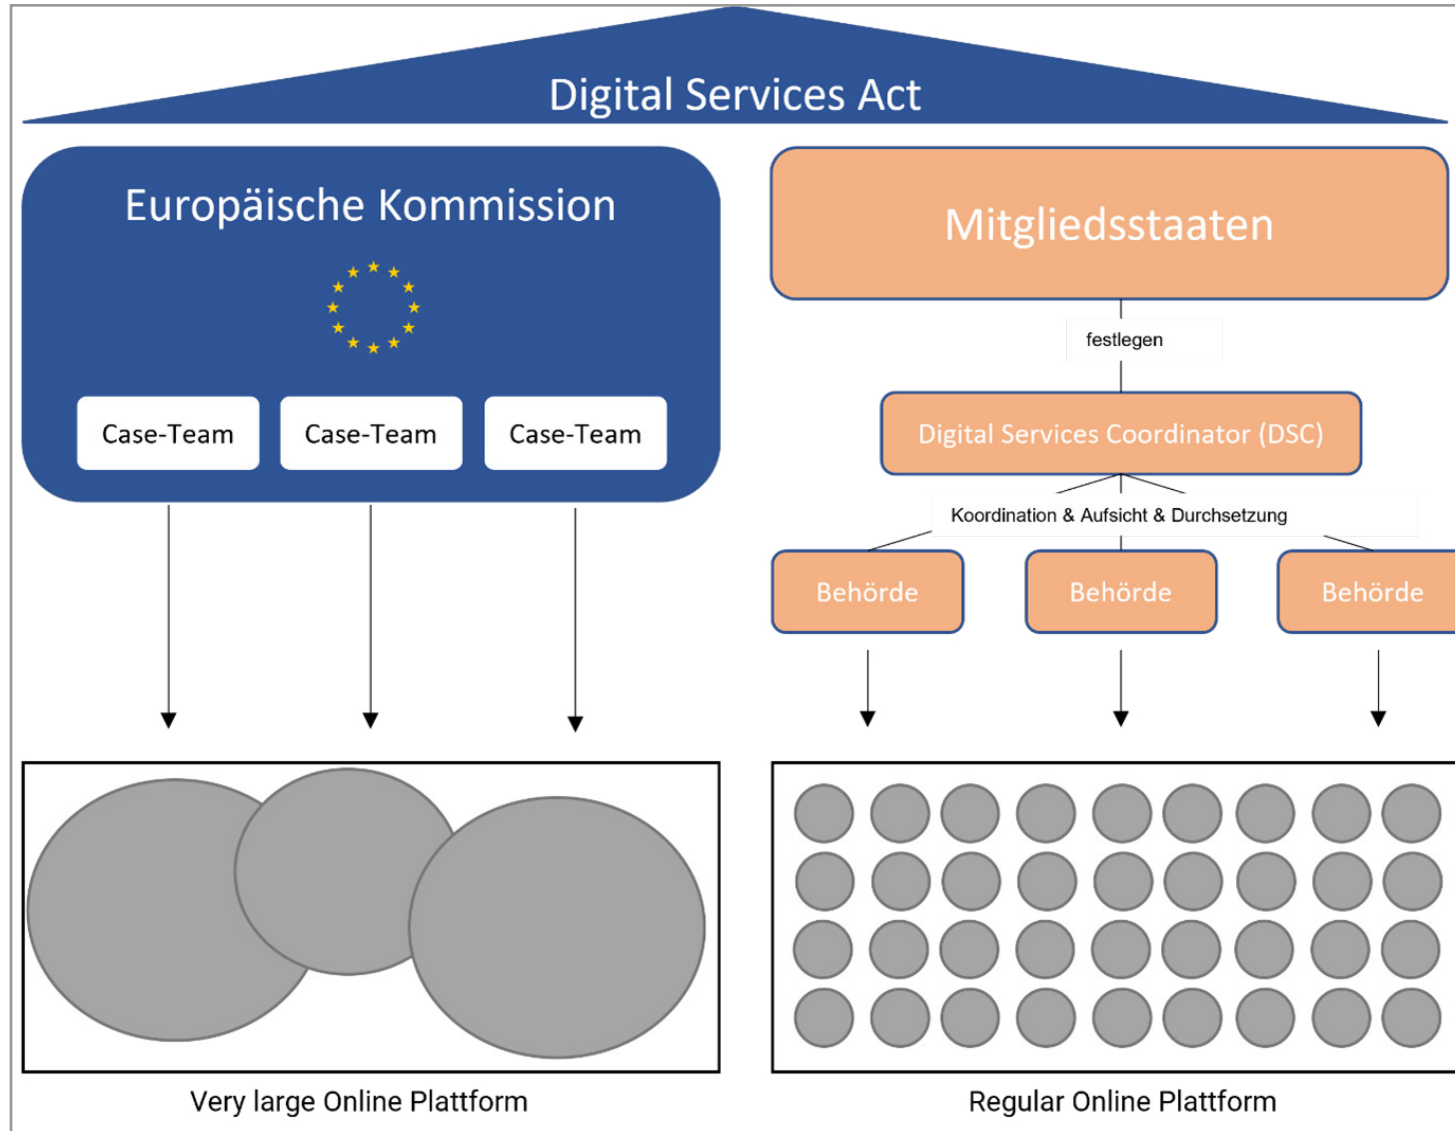 Digital Services Act
Europäische Kommission
Case-Team
Case-Team
Case-Team
Very large Online Plattform
Mitgliedsstaaten
festlegen
Digital Services Coordinator (DSC)
Koordination & Aufsicht & Durchsetzung
Behörde
Behörde
Behörde
Regular Online Plattform